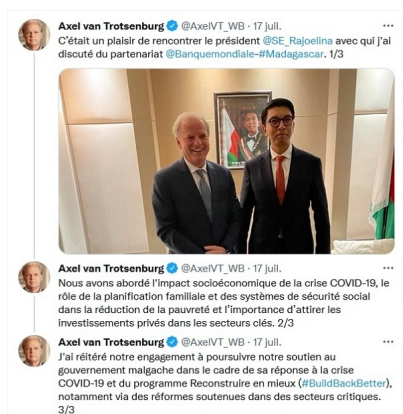 Axel van Trotsenburg @AxelVT_WB · 17 juil.
C'était un plaisir de rencontrer le président @SE_Rajoelina avec qui j'ai
discuté du partenariat @Banquemondiale-#Madagascar. 1/3
Axel van Trotsenburg @AxelVT_WB · 17 juil.
Nous avons abordé l'impact socioéconomique de la crise COVID-19, le
rôle de la planification familiale et des systèmes de sécurité social
dans la réduction de la pauvreté et l'importance d'attirer les
investissements privés dans les secteurs clés. 2/3
Axel van Trotsenburg @AxelVT_WB · 17 juil.
J'ai réitéré notre engagement à poursuivre notre soutien au
gouvernement malgache dans le cadre de sa réponse à la crise
COVID-19 et du programme Reconstruire en mieux (#BuildBackBetter),
notamment via des réformes soutenues dans des secteurs critiques.
3/3